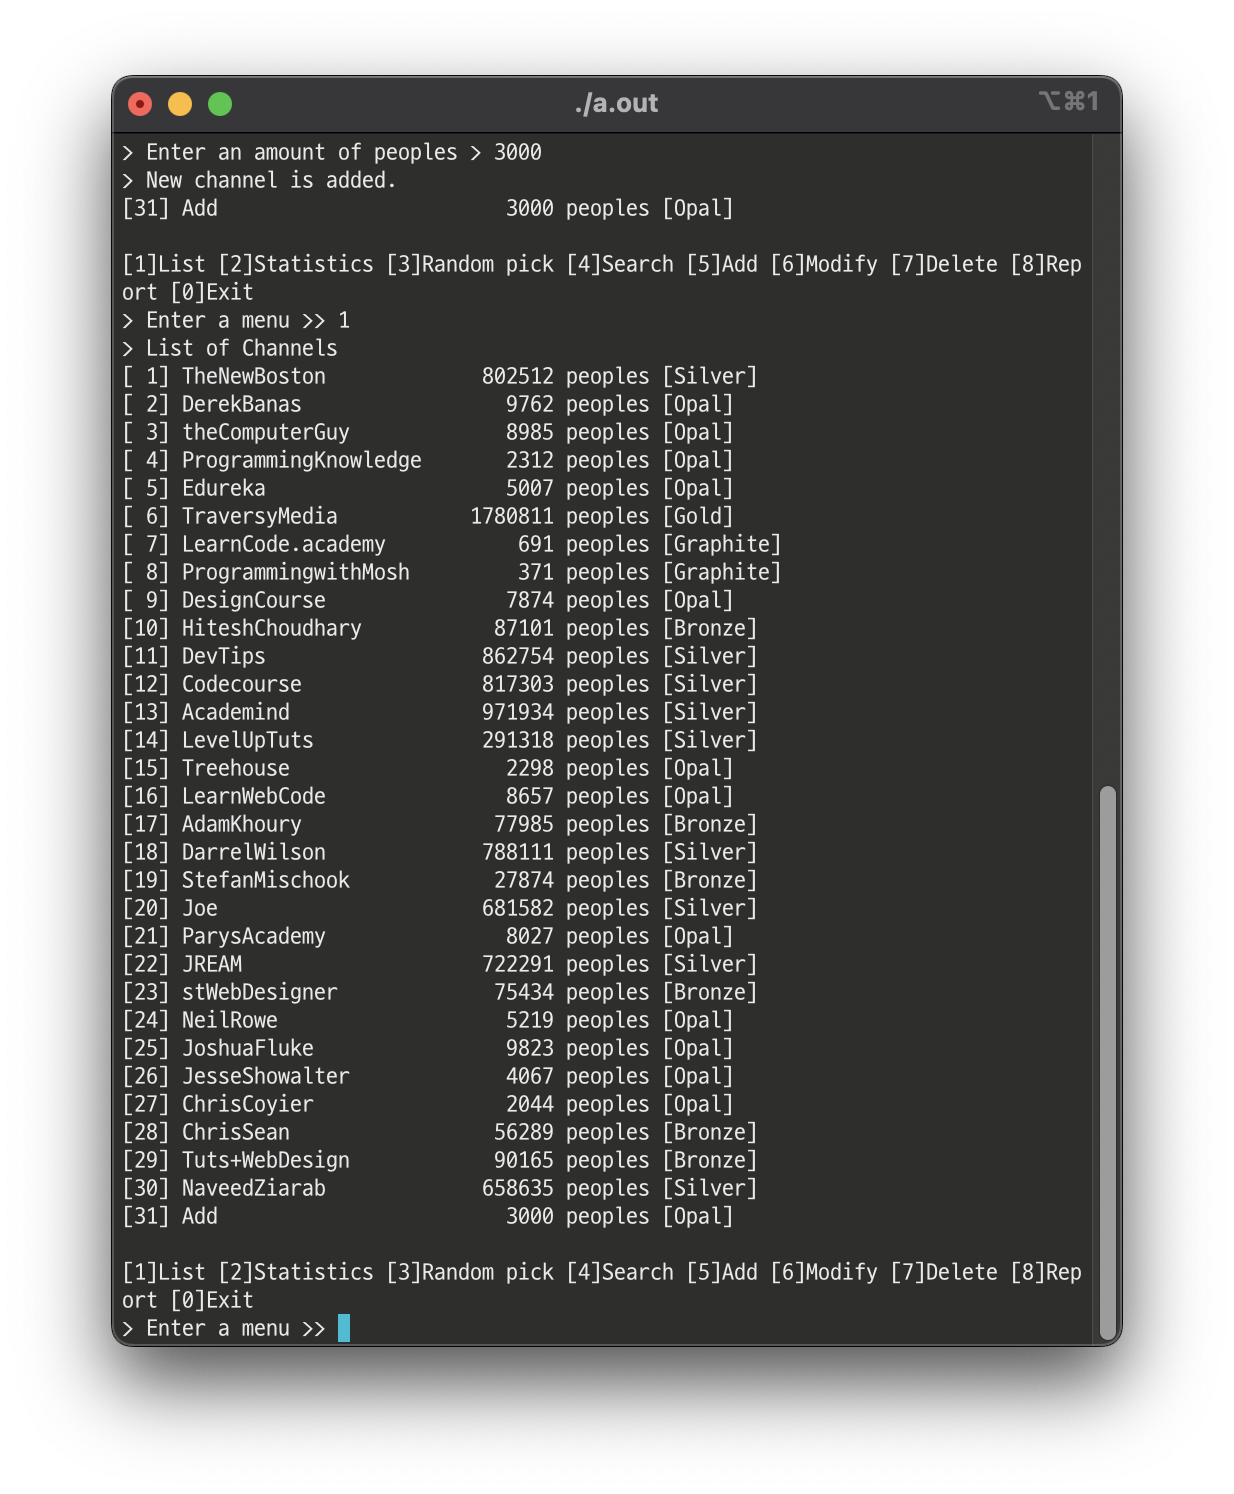 ./a.out
⌥⌘1
> Enter an amount of peoples > 3000
> New channel is added.
[31] Add                        3000 peoples [Opal]
[1]List [2]Statistics [3]Random pick [4]Search [5]Add [6]Modify [7]Delete [8]Rep
ort [0]Exit
> Enter a menu >> 1
> List of Channels
[ 1] TheNewBoston             802512 peoples [Silver]
[ 2] DerekBanas                 9762 peoples [Opal]
[ 3] theComputerGuy             8985 peoples [Opal]
[ 4] ProgrammingKnowledge       2312 peoples [Opal]
[ 5] Edureka                    5007 peoples [Opal]
[ 6] TraversyMedia           1780811 peoples [Gold]
[ 7] LearnCode.academy           691 peoples [Graphite]
[ 8] ProgrammingwithMosh         371 peoples [Graphite]
[ 9] DesignCourse               7874 peoples [Opal]
[10] HiteshChoudhary           87101 peoples [Bronze]
[11] DevTips                  862754 peoples [Silver]
[12] Codecourse               817303 peoples [Silver]
[13] Academind                971934 peoples [Silver]
[14] LevelUpTuts              291318 peoples [Silver]
[15] Treehouse                  2298 peoples [Opal]
[16] LearnWebCode               8657 peoples [Opal]
[17] AdamKhoury                77985 peoples [Bronze]
[18] DarrelWilson             788111 peoples [Silver]
[19] StefanMischook            27874 peoples [Bronze]
[20] Joe                      681582 peoples [Silver]
[21] ParysAcademy               8027 peoples [Opal]
[22] JREAM                    722291 peoples [Silver]
[23] stWebDesigner             75434 peoples [Bronze]
[24] NeilRowe                   5219 peoples [Opal]
[25] JoshuaFluke                9823 peoples [Opal]
[26] JesseShowalter             4067 peoples [Opal]
[27] ChrisCoyier                2044 peoples [Opal]
[28] ChrisSean                 56289 peoples [Bronze]
[29] Tuts+WebDesign            90165 peoples [Bronze]
[30] NaveedZiarab             658635 peoples [Silver]
[31] Add                        3000 peoples [Opal]
[1]List [2]Statistics [3]Random pick [4]Search [5]Add [6]Modify [7]Delete [8]Rep
ort [0]Exit
> Enter a menu >>